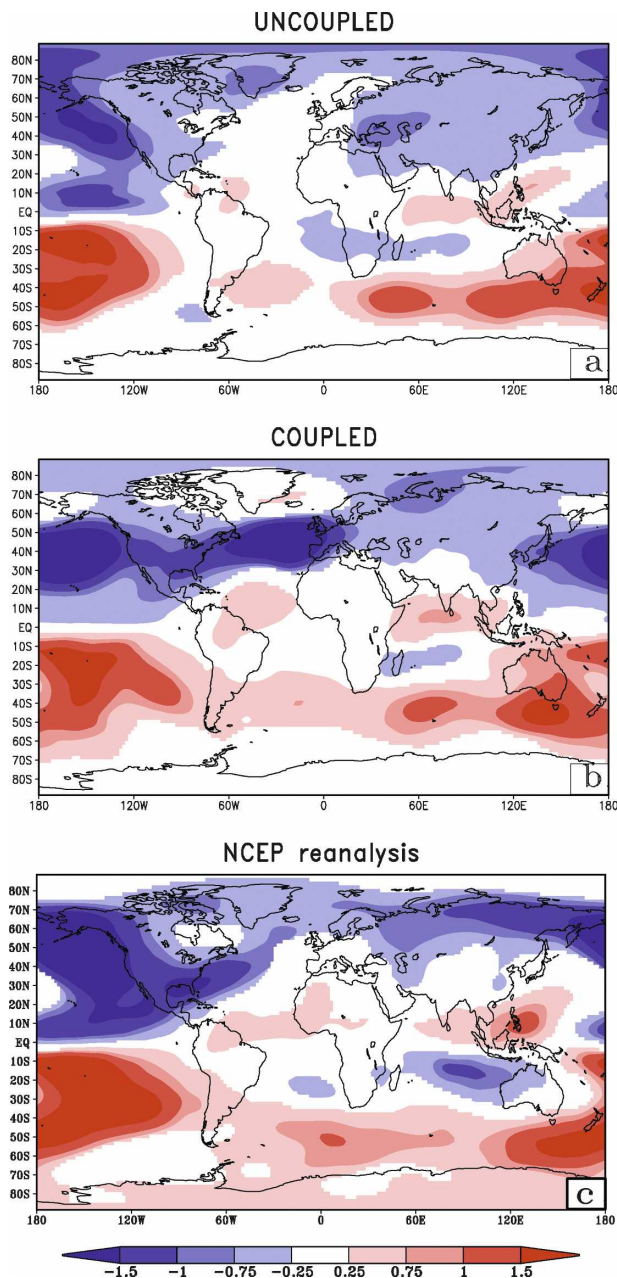 UNCOUPLED
80N
70N
60N
50N
40N
30N
20N
10N
EQ
10S
20S
30S
40S
50S
60S
70S
80S
a
180 120W 60W 0 60E 120E 180
COUPLED
80N
70N
60N
50N
40N
30N
20N
10N
EQ
10S
20S
30S
40S
50S
60S
70S
80S
b
180 120W 60W 0 60E 120E 180
NCEP reanalysis
80N
70N
60N
50N
40N
30N
20N
10N
EQ
10S
20S
30S
40S
50S
60S
70S
80S
c
180 120W 60W 0 60E 120E 180
-1.5 -1 -0.75 -0.25 0.25 0.75 1 1.5